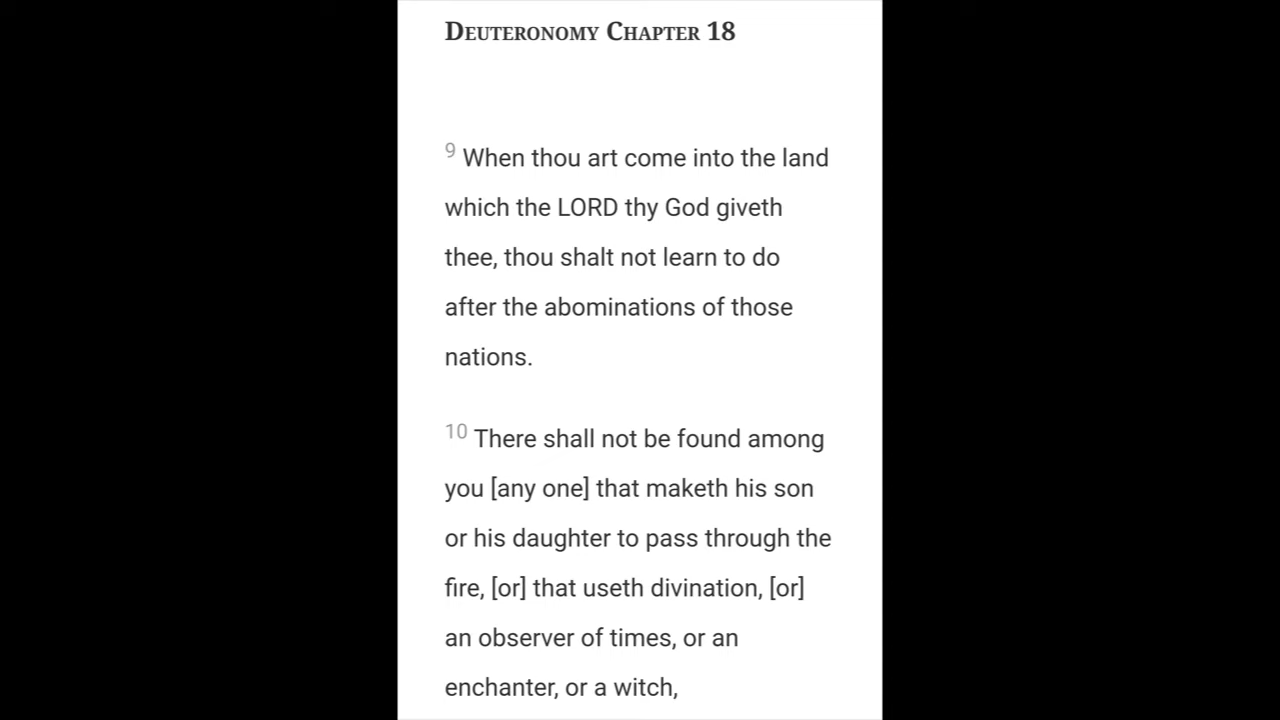 Deuteronomy Chapter 18
9 When thou art come into the land
which the LORD thy God giveth
thee, thou shalt not learn to do
after the abominations of those
nations.
10 There shall not be found among
you [any one] that maketh his son
or his daughter to pass through the
fire, [or] that useth divination, [or]
an observer of times, or an
enchanter, or a witch,